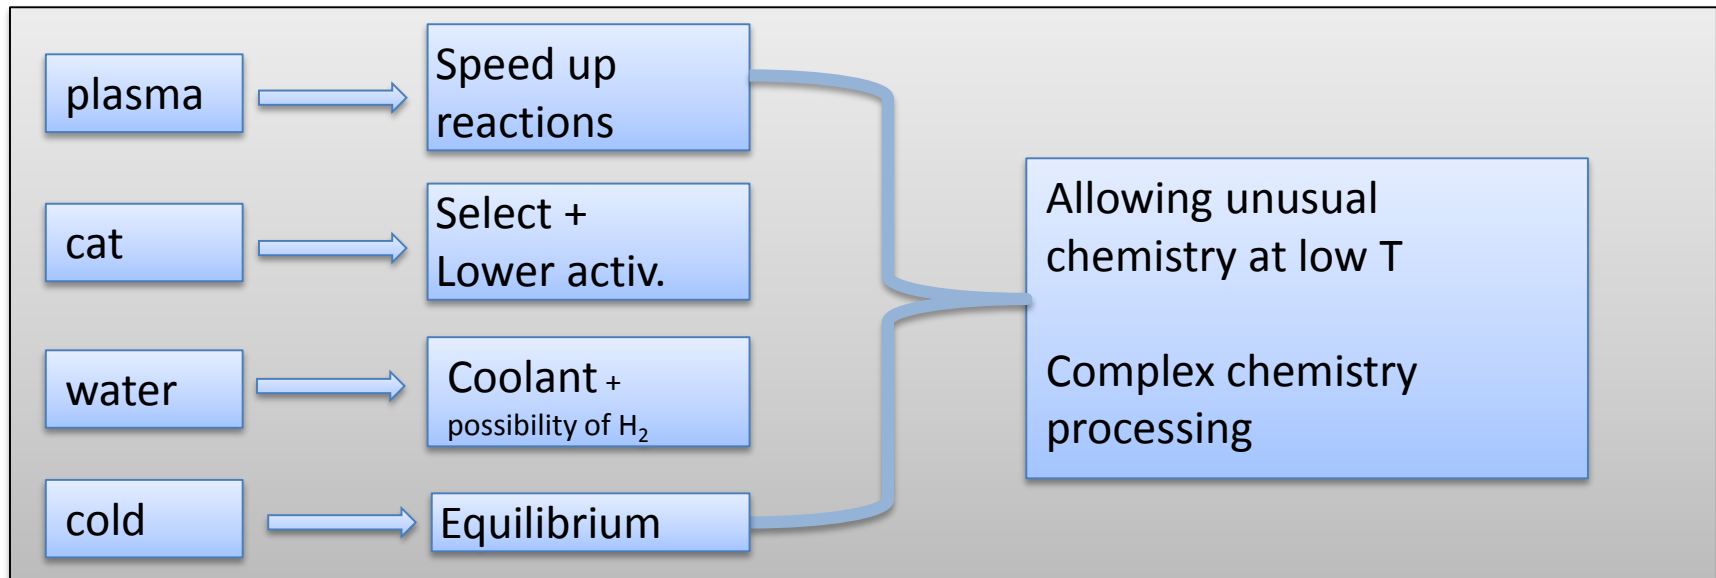 plasma
Speed up
reactions
cat
Select +
Lower activ.
water
Coolant +
possibility of H₂
cold
Equilibrium
Allowing unusual
chemistry at low T
Complex chemistry
processing